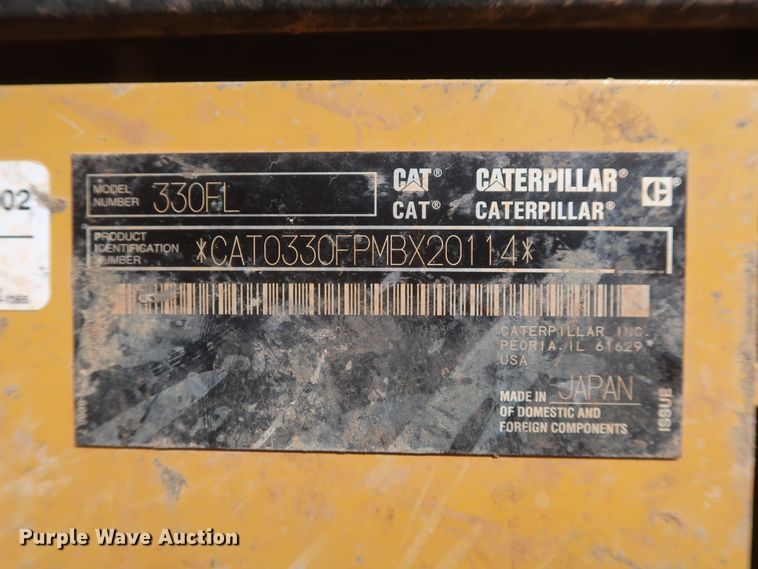 02
-1065
MODEL NUMBER 330FL
CAT® CATERPILLAR®
CAT® CATERPILLAR®
PRODUCT IDENTIFICATION NUMBER *CAT0330FPMBX20114*
CATERPILLAR INC.
PEORIA, IL 61629
USA
MADE IN JAPAN
OF DOMESTIC AND
FOREIGN COMPONENTS
ISSUE
Purple Wave Auction